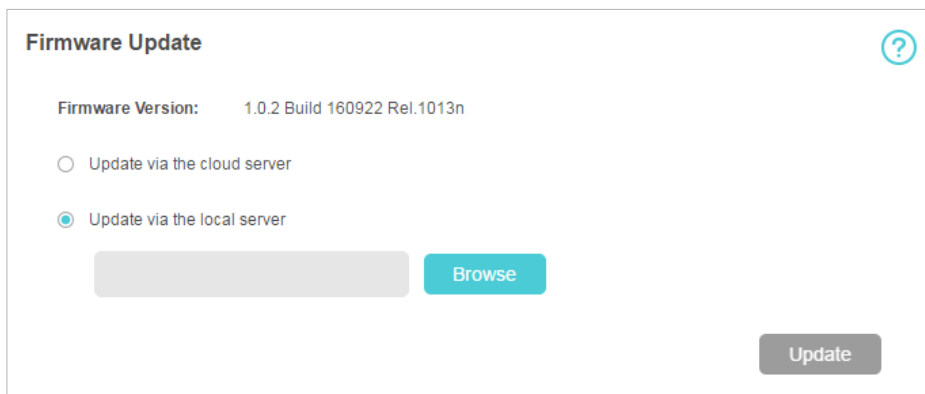 Firmware Update
?
Firmware Version: 1.0.2 Build 160922 Rel.1013n
Update via the cloud server
Update via the local server
Browse
Update